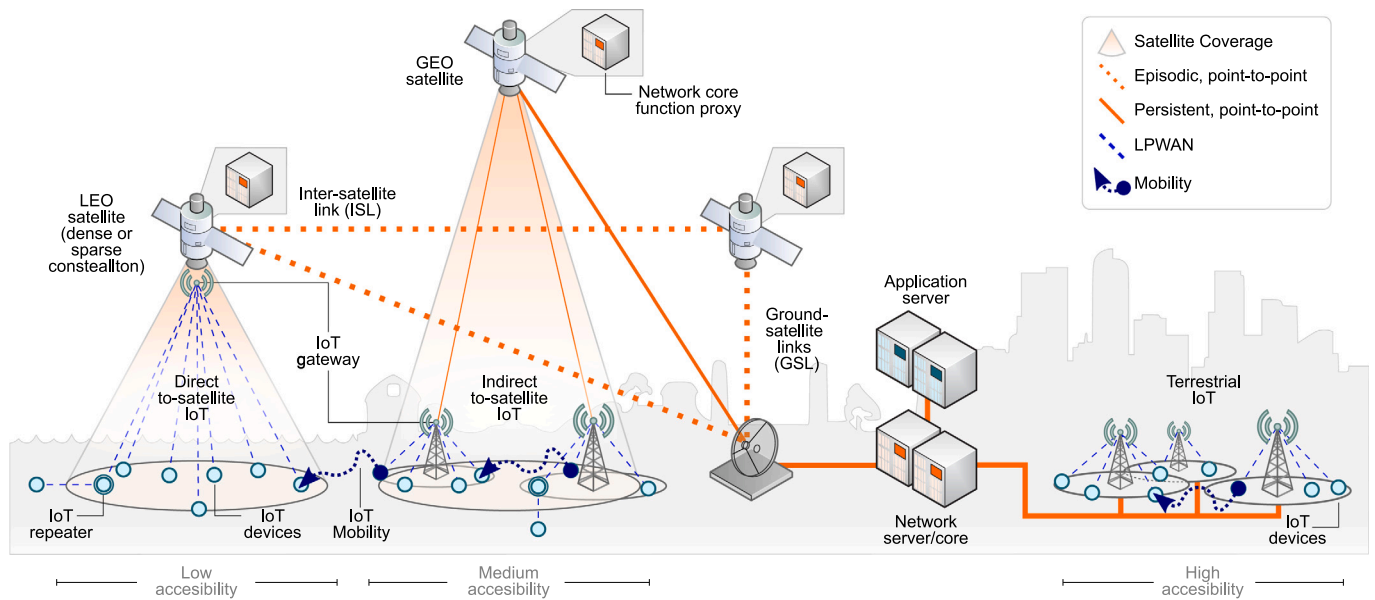 GEO
satellite
Network core
function proxy
Satellite Coverage
Episodic, point-to-point
Persistent, point-to-point
LPWAN
Mobility
LEO
satellite
(dense or
sparse
consteallton)
Inter-satellite
link (ISL)
Application
server
Ground-
satellite
links
(GSL)
IoT
gateway
Direct
to-satellite
IoT
Indirect
to-satellite
IoT
Terrestrial
IoT
IoT
repeater
IoT
devices
IoT
Mobility
Network
server/core
IoT
devices
Low
accesibility
Medium
accesibility
High
accesibility